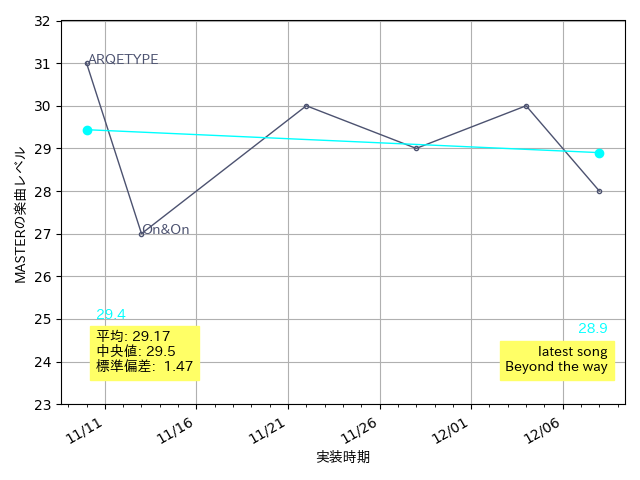 32
31
30
29
28
27
26
25
24
23
MASTERの楽曲レベル
ARQETYPE
On&On
29.4
平均: 29.17
中央値: 29.5
標準偏差: 1.47
28.9
latest song
Beyond the way
11/11
11/16
11/21
11/26
12/01
12/06
実装時期